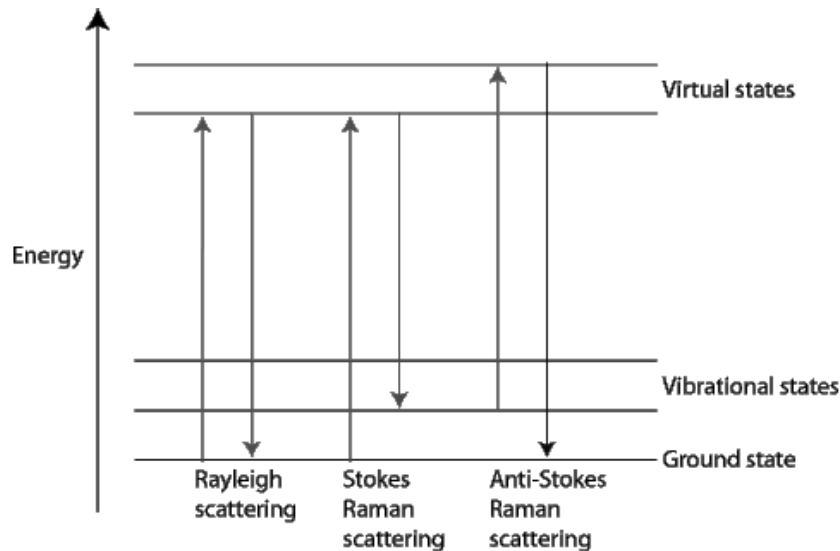 Virtual states
Energy
Vibrational states
Ground state
Rayleigh
scattering
Stokes
Raman
scattering
Anti-Stokes
Raman
scattering